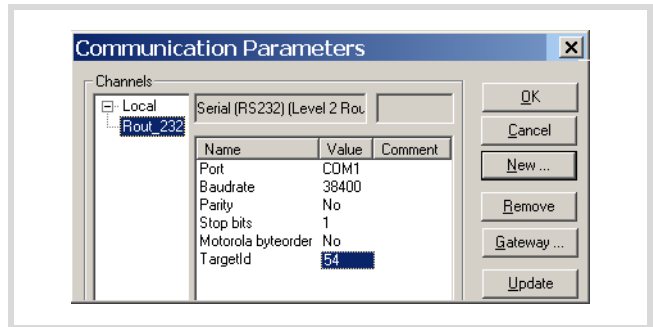 Communication Parameters
Channels
Local
Rout_232
Serial (RS232) (Level 2 Rou
Name Value Comment
Port COM1
Baudrate 38400
Parity No
Stop bits 1
Motorola byteorder No
TargetId 54
OK
Cancel
New ...
Remove
Gateway ...
Update